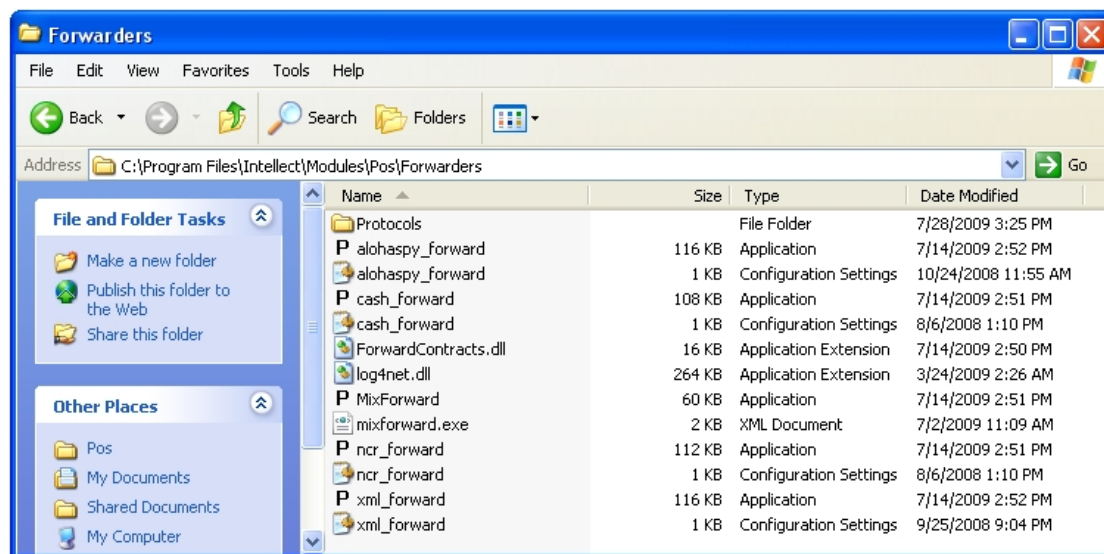 Forwarders
File Edit View Favorites Tools Help
Back Search Folders
Address C:\Program Files\Intellect\Modules\Pos\Forwarders Go
File and Folder Tasks
Make a new folder
Publish this folder to
the Web
Share this folder
Other Places
Pos
My Documents
Shared Documents
My Computer
Name Size Type Date Modified
Protocols File Folder 7/28/2009 3:25 PM
P alohaspy_forward 116 KB Application 7/14/2009 2:52 PM
alohaspy_forward 1 KB Configuration Settings 10/24/2008 11:55 AM
P cash_forward 108 KB Application 7/14/2009 2:51 PM
cash_forward 1 KB Configuration Settings 8/6/2008 1:10 PM
ForwardContracts.dll 16 KB Application Extension 7/14/2009 2:50 PM
log4net.dll 264 KB Application Extension 3/24/2009 2:26 AM
P MixForward 60 KB Application 7/14/2009 2:51 PM
mixforward.exe 2 KB XML Document 7/2/2009 11:09 AM
P ncr_forward 112 KB Application 7/14/2009 2:51 PM
ncr_forward 1 KB Configuration Settings 8/6/2008 1:10 PM
P xml_forward 116 KB Application 7/14/2009 2:52 PM
xml_forward 1 KB Configuration Settings 9/25/2008 9:04 PM